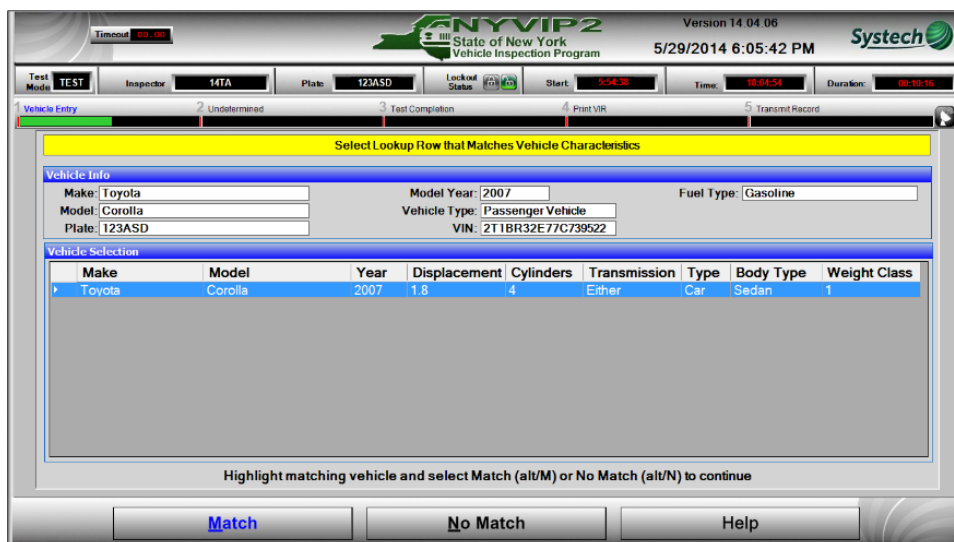 Timeout 00.00
NYVIP2
State of New York
Vehicle Inspection Program
Version 14 04 06
5/29/2014 6:05:42 PM
Systech
Test Mode TEST
Inspector 14TA
Plate 123ASD
Lockout Status
Start: 5:54:38
Time: 18:04:54
Duration: 00:10:16
1 Vehicle Entry
2 Undetermined
3 Test Completion
4 Print VIR
5 Transmit Record
Select Lookup Row that Matches Vehicle Characteristics
Vehicle Info
Make: Toyota Model Year: 2007 Fuel Type: Gasoline
Model: Corolla Vehicle Type: Passenger Vehicle
Plate: 123ASD VIN: 2T1BR32E77C739522
Vehicle Selection
Make Model Year Displacement Cylinders Transmission Type Body Type Weight Class
Toyota Corolla 2007 1.8 4 Either Car Sedan 1
Highlight matching vehicle and select Match (alt/M) or No Match (alt/N) to continue
Match No Match Help